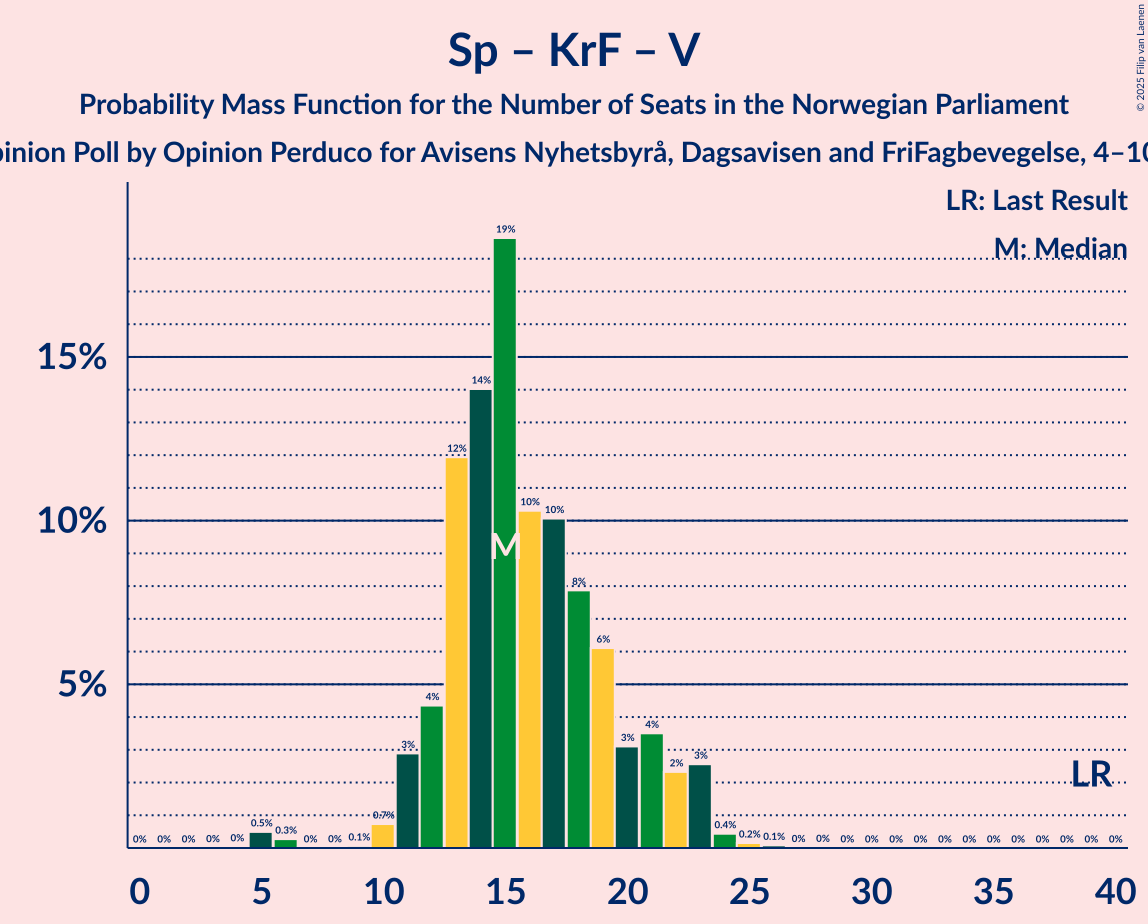 Sp – KrF – V
Probability Mass Function for the Number of Seats in the Norwegian Parliament
Opinion Poll by Opinion Perduco for Avisens Nyhetsbyrå, Dagsavisen and FriFagbevegelse, 4–10
© 2025 Filip van Laenen
LR: Last Result
M: Median
19%
15%
14%
12%
10%
10%
10%
M
8%
6%
5%
4%
4%
3%
3%
3%
2%
LR
0% 0% 0% 0% 0% 0.5% 0.3% 0% 0% 0.1% 0.7% 0.4% 0.2% 0.1% 0% 0% 0% 0% 0% 0% 0% 0% 0% 0% 0% 0% 0% 0%
0 5 10 15 20 25 30 35 40